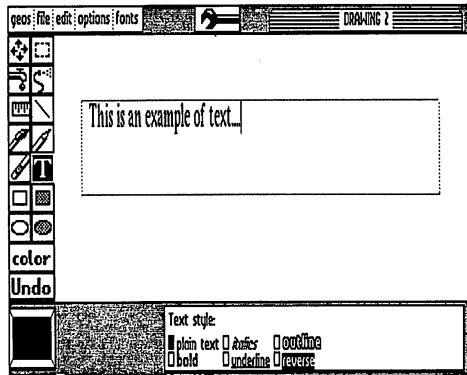 geos file edit options fonts
DRAWING 2
This is an example of text....
T
color
Undo
Text style:
plain text italics outline
bold underline reverse